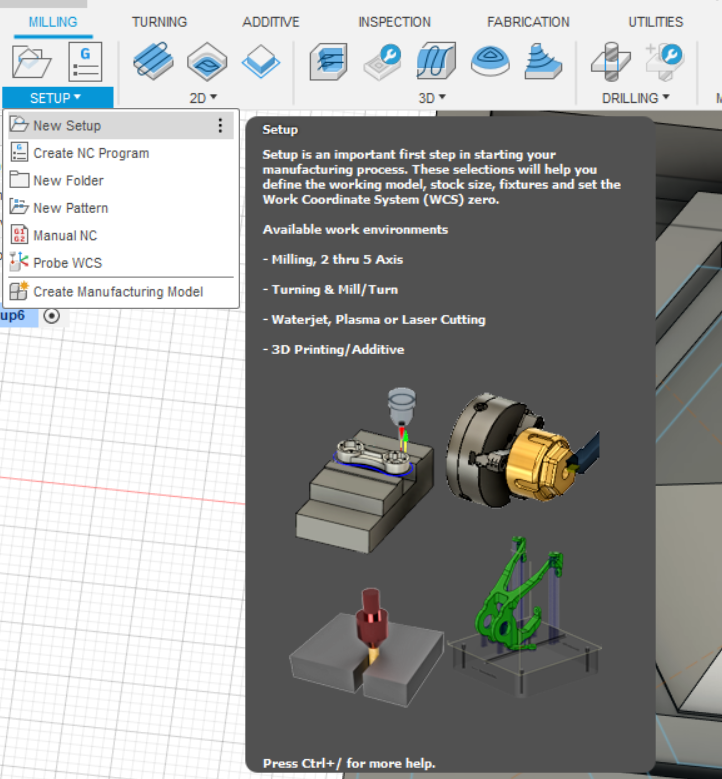 MILLING TURNING ADDITIVE INSPECTION FABRICATION UTILITIES
G
SETUP 2D 3D DRILLING
New Setup
G
Create NC Program
New Folder
New Pattern
G1
G2
Manual NC
Probe WCS
Create Manufacturing Model
up6
Setup
Setup is an important first step in starting your
manufacturing process. These selections will help you
define the working model, stock size, fixtures and set the
Work Coordinate System (WCS) zero.
Available work environments
- Milling, 2 thru 5 Axis
- Turning & Mill/Turn
- Waterjet, Plasma or Laser Cutting
- 3D Printing/Additive
Press Ctrl+/ for more help.